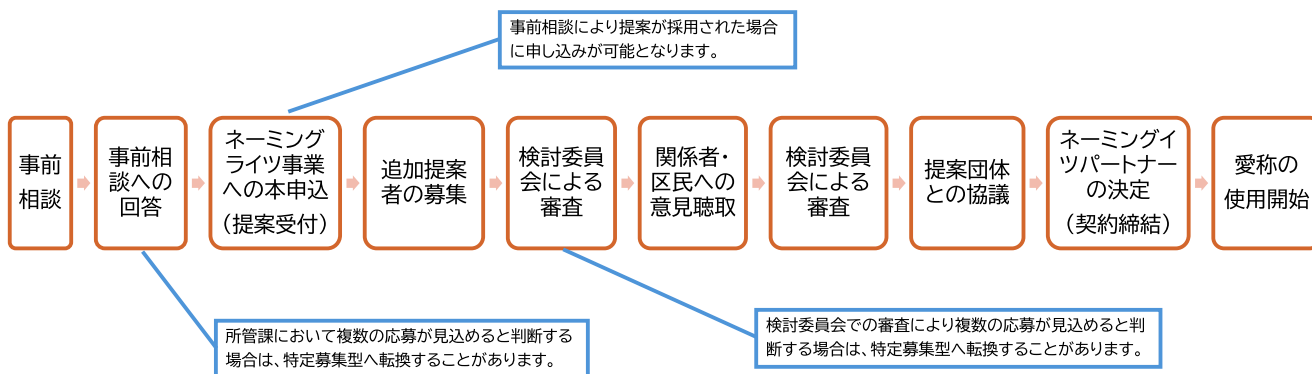 事前相談により提案が採用された場合
に申し込みが可能となります。
事前
相談
事前相
談への
回答
ネーミング
ライツ事業
への本申込
（提案受付）
追加提案
者の募集
検討委員
会による
審査
関係者・
区民への
意見聴取
検討委員
会による
審査
提案団体
との協議
ネーミングイ
ツパートナー
の決定
（契約締結）
愛称の
使用開始
所管課において複数の応募が見込めると判断する
場合は、特定募集型へ転換することがあります。
検討委員会での審査により複数の応募が見込めると判
断する場合は、特定募集型へ転換することがあります。